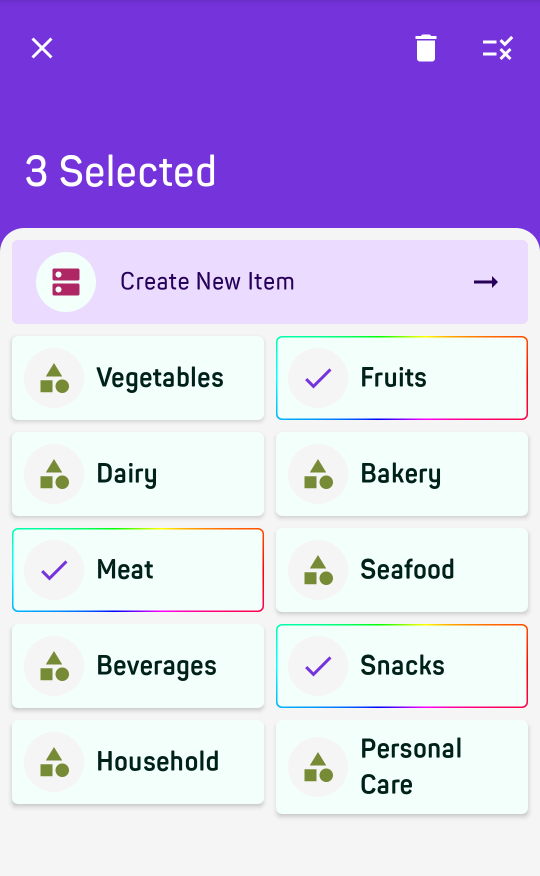 3 Selected
Create New Item
Vegetables
Fruits
Dairy
Bakery
Meat
Seafood
Beverages
Snacks
Household
Personal
Care